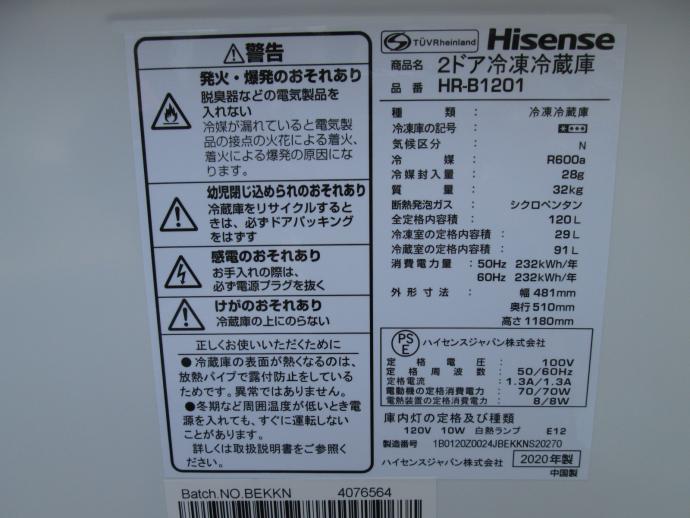 警告
発火・爆発のおそれあり
脱臭器などの電気製品を
入れない
冷媒が漏れていると電気製
品の接点の火花による着火、
着火による爆発の原因にな
ります。
幼児閉じ込められのおそれあり
冷蔵庫をリサイクルすると
きは、必ずドアパッキング
をはずす
感電のおそれあり
お手入れの際は、
必ず電源プラグを抜く
けがのおそれあり
冷蔵庫の上にのらない
正しくお使いいただくために
●冷蔵庫の表面が熱くなるのは、
放熱パイプで露付防止をしている
ためです。異常ではありません。
●冬期など周囲温度が低いとき電
源を入れても、すぐに運転しない
ことがあります。
詳しくは取扱説明書をご参照く
ださい。
Batch.NO.BEKKN 4076564
TÜVRheinland Hisense
商品名 2ドア冷凍冷蔵庫
品番 HR-B1201
種類: 冷凍冷蔵庫
冷凍庫の記号:
気候区分: N
冷媒: R600a
冷媒封入量: 28g
質量: 32kg
断熱発泡ガス: シクロペンタン
全定格内容積: 120L
冷凍室の定格内容積: 29L
冷蔵室の定格内容積: 91L
消費電力量: 50Hz 232kWh/年
60Hz 232kWh/年
外形寸法: 幅481mm
奥行510mm
高さ1180mm
PSE ハイセンスジャパン株式会社
定格電圧: 100V
定格周波数: 50/60Hz
定格電流: 1.3A/1.3A
電動機の定格消費電力: 70/70W
電熱装置の定格消費電力: 8/8W
庫内灯の定格及び種類
120V 10W 白熱ランプ E12
製造番号 1B0120Z0024JBEKKNS20270
ハイセンスジャパン株式会社 2020年製
中国製